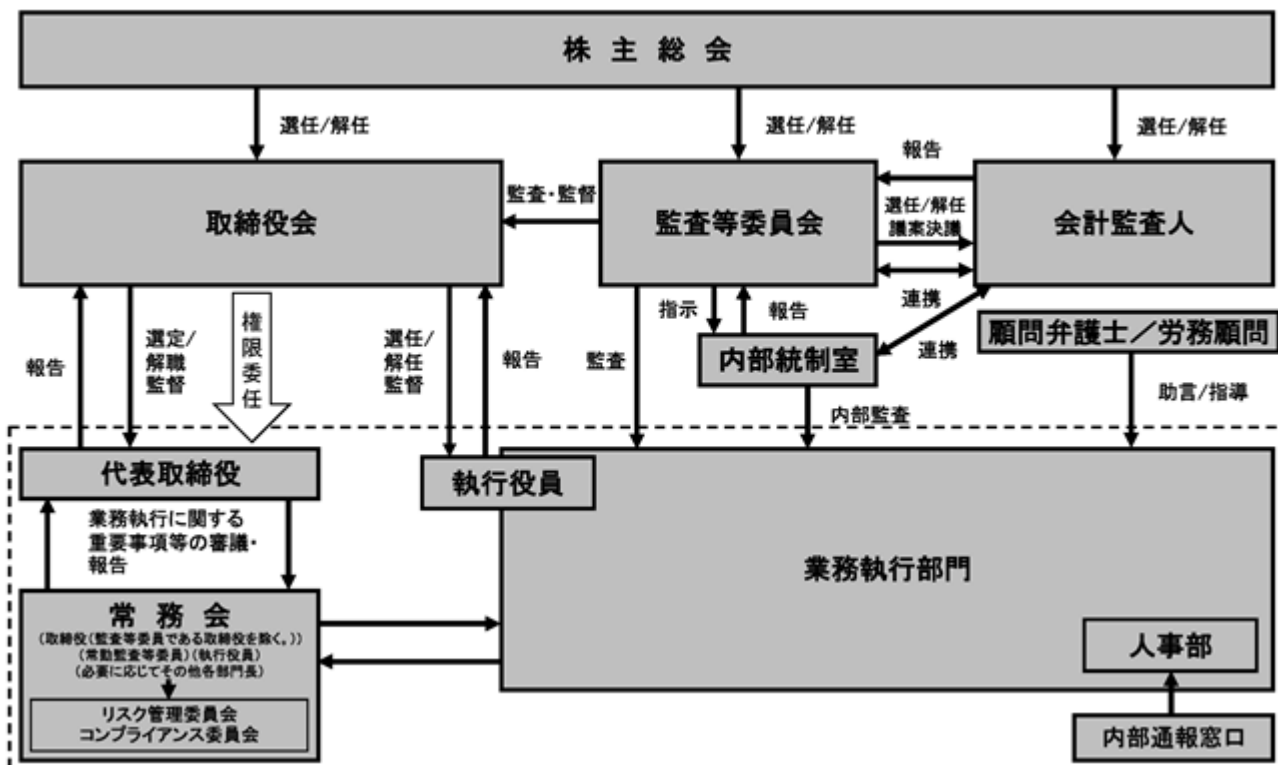 株主総会
選任/解任
選任/解任
選任/解任
取締役会
監査・監督
監査等委員会
報告
選任/解任
議案決議
連携
会計監査人
報告
選定/
解職
監督
権限委任
選任/
解任
監督
報告
監査
指示
報告
内部統制室
連携
顧問弁護士／労務顧問
内部監査
助言/指導
代表取締役
執行役員
業務執行に関する
重要事項等の審議・
報告
業務執行部門
常務会
(取締役(監査等委員である取締役を除く。))
(常勤監査等委員)(執行役員)
(必要に応じてその他各部門長)
リスク管理委員会
コンプライアンス委員会
人事部
内部通報窓口